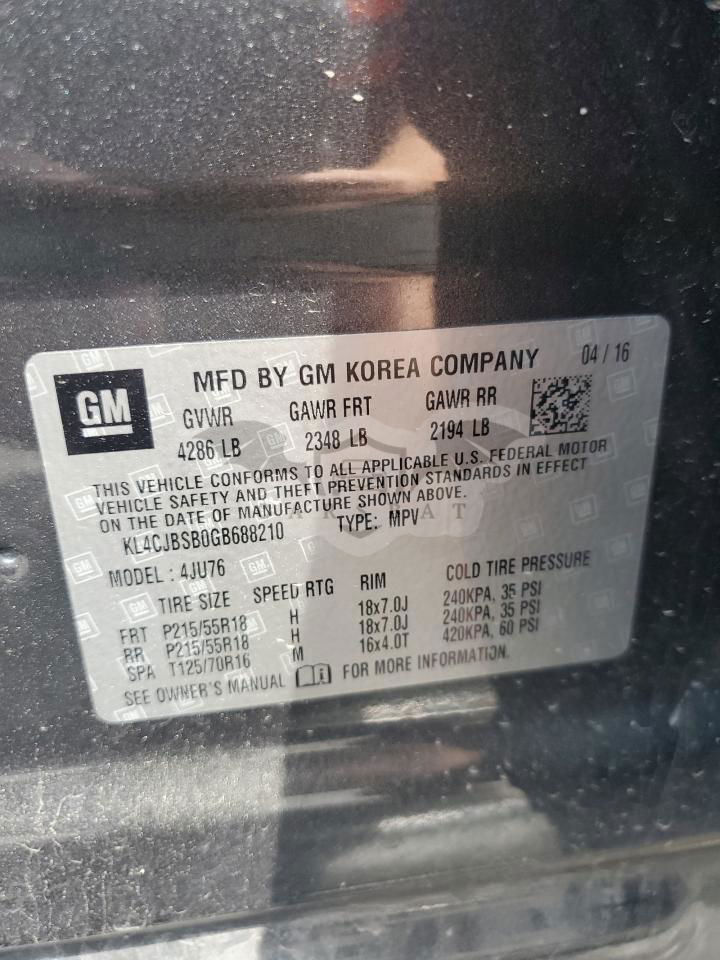 GM
MFD BY GM KOREA COMPANY 04 / 16
GVWR GAWR FRT GAWR RR
4286 LB 2348 LB 2194 LB
THIS VEHICLE CONFORMS TO ALL APPLICABLE U.S. FEDERAL MOTOR
VEHICLE SAFETY AND THEFT PREVENTION STANDARDS IN EFFECT
ON THE DATE OF MANUFACTURE SHOWN ABOVE.
KL4CJBSB0GB688210 TYPE: MPV
MODEL : 4JU76
TIRE SIZE SPEED RTG RIM COLD TIRE PRESSURE
FRT P215/55R18 H 18x7.0J 240KPA, 35 PSI
RR P215/55R18 H 18x7.0J 240KPA, 35 PSI
SPA T125/70R16 M 16x4.0T 420KPA, 60 PSI
SEE OWNER'S MANUAL FOR MORE INFORMATION.